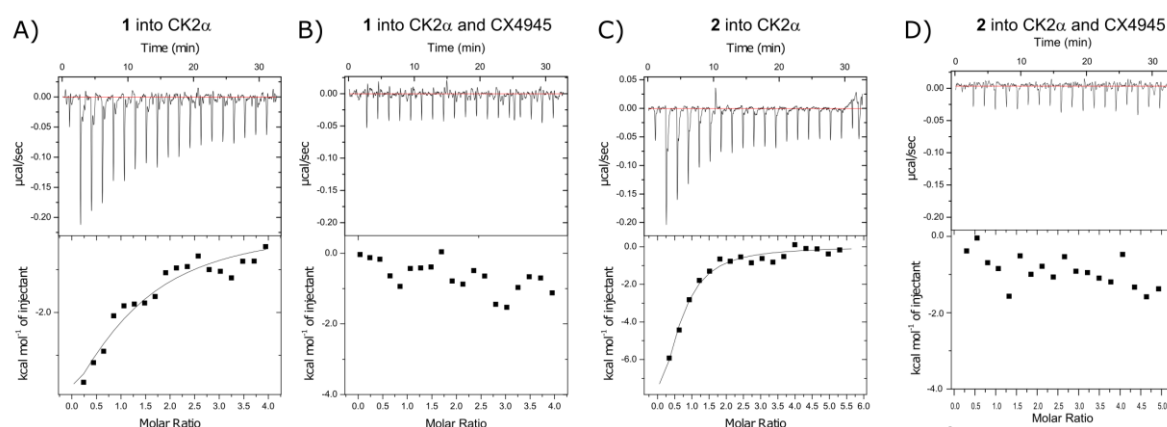 A) 1 into CK2α
Time (min)
0 10 20 30
0.00
-0.05
-0.10
-0.15
-0.20
µcal/sec
-2.0
kcal mol-1 of injectant
0.0 0.5 1.0 1.5 2.0 2.5 3.0 3.5 4.0
Molar Ratio
B) 1 into CK2α and CX4945
Time (min)
0 10 20 30
0.00
-0.05
-0.10
-0.15
-0.20
µcal/sec
0.0
-2.0
-4.0
kcal mol-1 of injectant
0.0 0.5 1.0 1.5 2.0 2.5 3.0 3.5 4.0
Molar Ratio
C) 2 into CK2α
Time (min)
0 10 20 30
0.05
0.00
-0.05
-0.10
-0.15
-0.20
µcal/sec
0.0
-2.0
-4.0
-6.0
kcal mol-1 of injectant
0.0 0.5 1.0 1.5 2.0 2.5 3.0 3.5 4.0 4.5 5.0 5.5 6.0
Molar Ratio
D) 2 into CK2α and CX4945
Time (min)
0 10 20 30
0.00
-0.05
-0.10
-0.15
-0.20
µcal/sec
0.0
-2.0
-4.0
kcal mol-1 of injectant
0.0 0.5 1.0 1.5 2.0 2.5 3.0 3.5 4.0 4.5 5.0
Molar Ratio